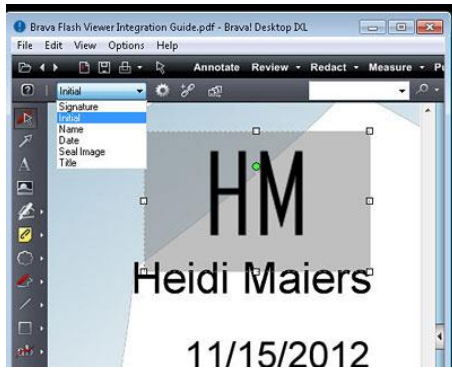 Brava Flash Viewer Integration Guide.pdf - Brava! Desktop IXL
File Edit View Options Help
Annotate Review Redact Measure
Initial
Signature
Initial
Name
Date
Seal Image
Title
A
HM
Heidi Maiers
11/15/2012